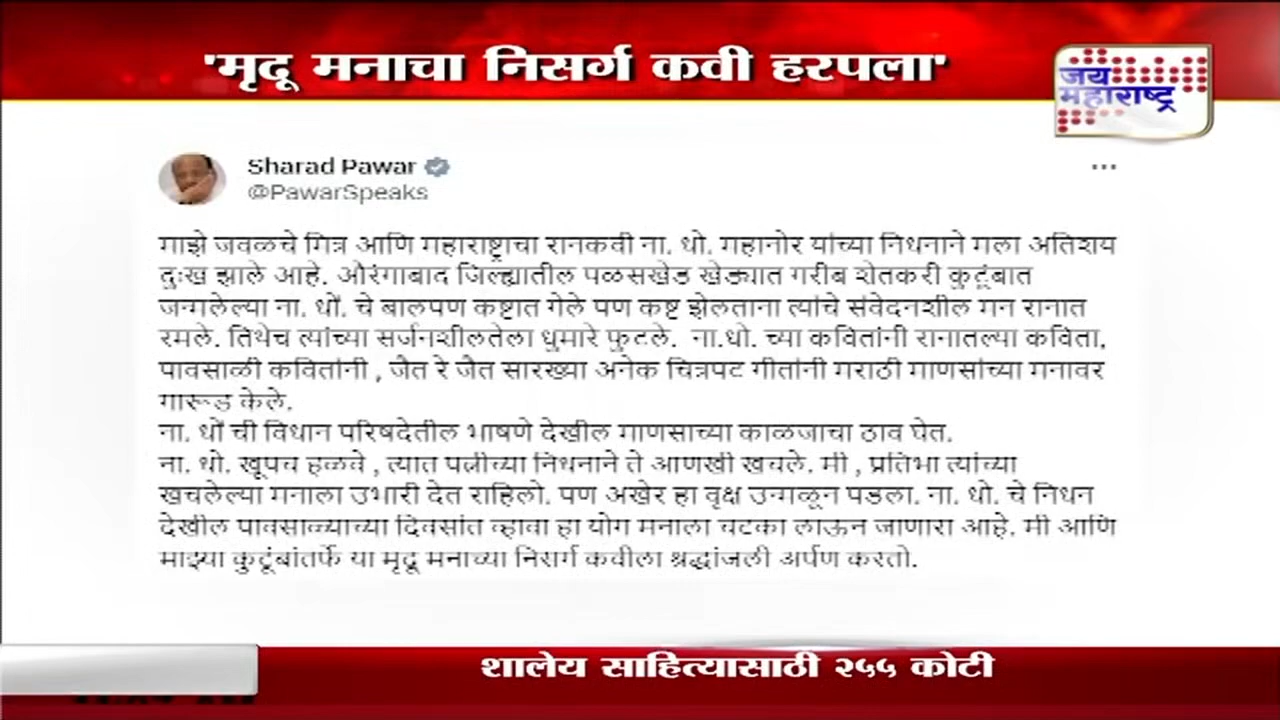 'मृदू मनाचा निसर्ग कवी हरपला'
जय
महाराष्ट्र
Sharad Pawar
@PawarSpeaks
माझे जवळचे मित्र आणि महाराष्ट्राचा रानकवी ना. धो. महानोर यांच्या निधनाने मला अतिशय
दुःख झाले आहे. औरंगाबाद जिल्ह्यातील पळसखेड खेड्यात गरीब शेतकरी कुटूंबात
जन्मलेल्या ना. धों. चे बालपण कष्टात गेले पण कष्ट झेलताना त्यांचे संवेदनशील मन रानात
रमले. तिथेच त्यांच्या सर्जनशीलतेला धुमारे फुटले. ना.धो. च्या कवितांनी रानातल्या कविता,
पावसाळी कवितांनी , जैत रे जैत सारख्या अनेक चित्रपट गीतांनी मराठी माणसांच्या मनावर
गारूड केले.
ना. धों ची विधान परिषदेतील भाषणे देखील माणसाच्या काळजाचा ठाव घेत.
ना. धो. खूपच हळवे , त्यात पत्नीच्या निधनाने ते आणखी खचले. मी , प्रतिभा त्यांच्या
खचलेल्या मनाला उभारी देत राहिलो. पण अखेर हा वृक्ष उन्मळून पडला. ना. धो. चे निधन
देखील पावसाळ्याच्या दिवसांत व्हावा हा योग मनाला चटका लाऊन जाणारा आहे. मी आणि
माझ्या कुटूंबांतर्फे या मृदू मनाच्या निसर्ग कवीला श्रद्धांजली अर्पण करतो.
शालेय साहित्यासाठी २५५ कोटी